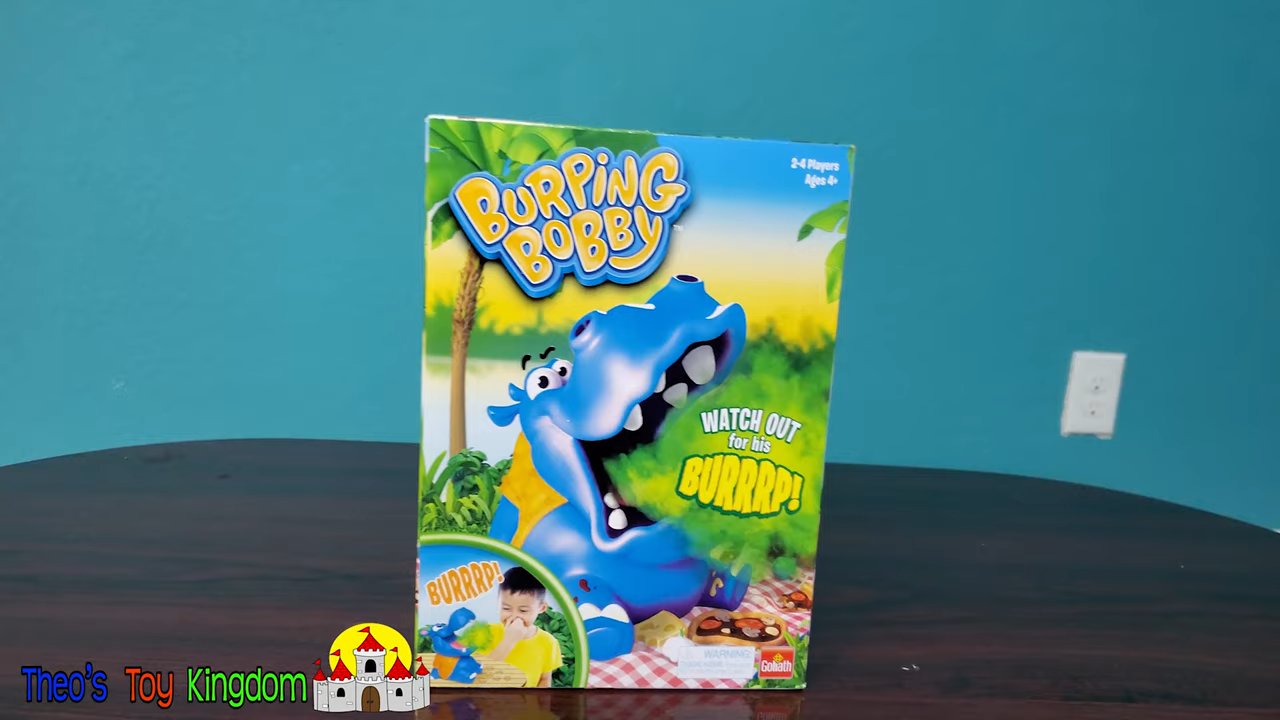 2-4 Players
Ages 4+
BURPiNG
BOBBY
WATCH OUT
for his
BURRRP!
BURRRP!
WARNING:
Goliath
Theo's Toy Kingdom